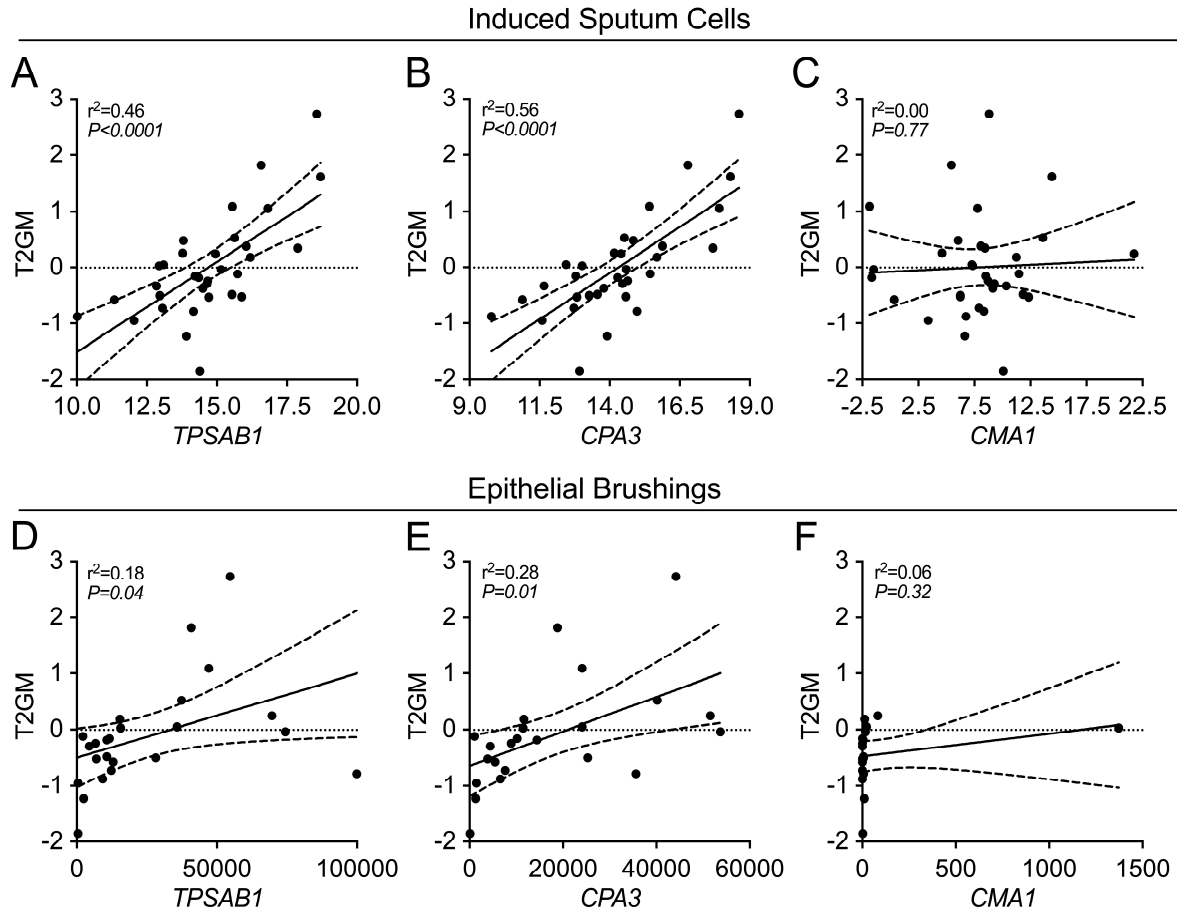 Induced Sputum Cells
A
r²=0.46
P<0.0001
3
2
1
0
-1
-2
T2GM
10.0 12.5 15.0 17.5 20.0
TPSAB1
B
r²=0.56
P<0.0001
3
2
1
0
-1
-2
T2GM
9.0 11.5 14.0 16.5 19.0
CPA3
C
r²=0.00
P=0.77
3
2
1
0
-1
-2
T2GM
-2.5 2.5 7.5 12.5 17.5 22.5
CMA1
Epithelial Brushings
D
r²=0.18
P=0.04
3
2
1
0
-1
-2
T2GM
0 50000 100000
TPSAB1
E
r²=0.28
P=0.01
3
2
1
0
-1
-2
T2GM
0 20000 40000 60000
CPA3
F
r²=0.06
P=0.32
3
2
1
0
-1
-2
T2GM
0 500 1000 1500
CMA1